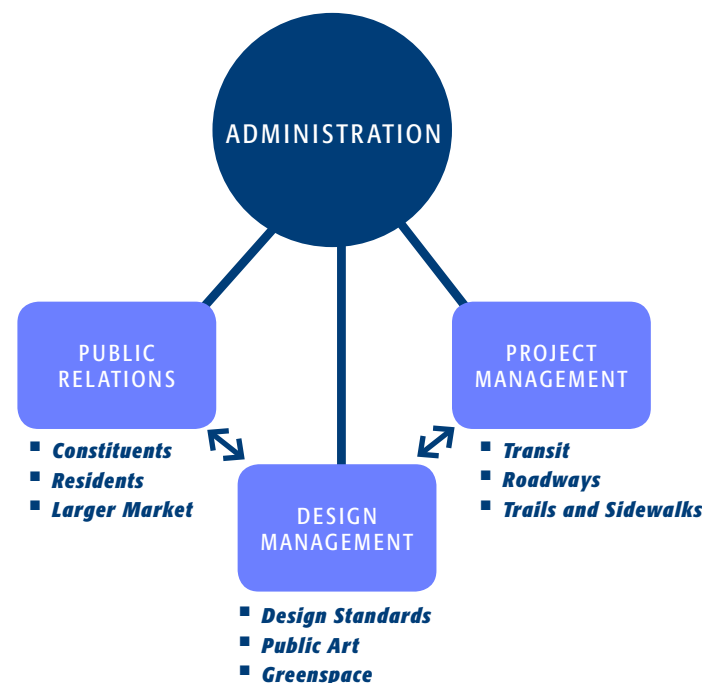 ADMINISTRATION
PUBLIC
RELATIONS
▪ Constituents
▪ Residents
▪ Larger Market
PROJECT
MANAGEMENT
▪ Transit
▪ Roadways
▪ Trails and Sidewalks
DESIGN
MANAGEMENT
▪ Design Standards
▪ Public Art
▪ Greenspace